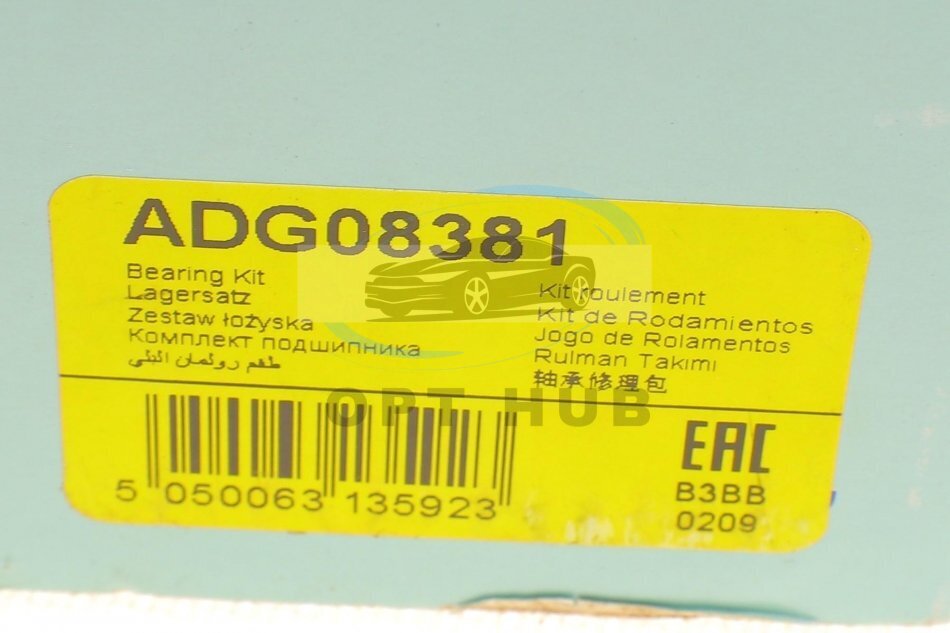 ADG08381
Bearing Kit
Lagersatz
Zestaw łożyska
Комплект подшипника
طقم رولمان البلي
Kit roulement
Kit de Rodamientos
Jogo de Rolamentos
Rulman Takimi
轴承修理包
OPT HUB
5 050063 135923
EAC
B3BB
0209